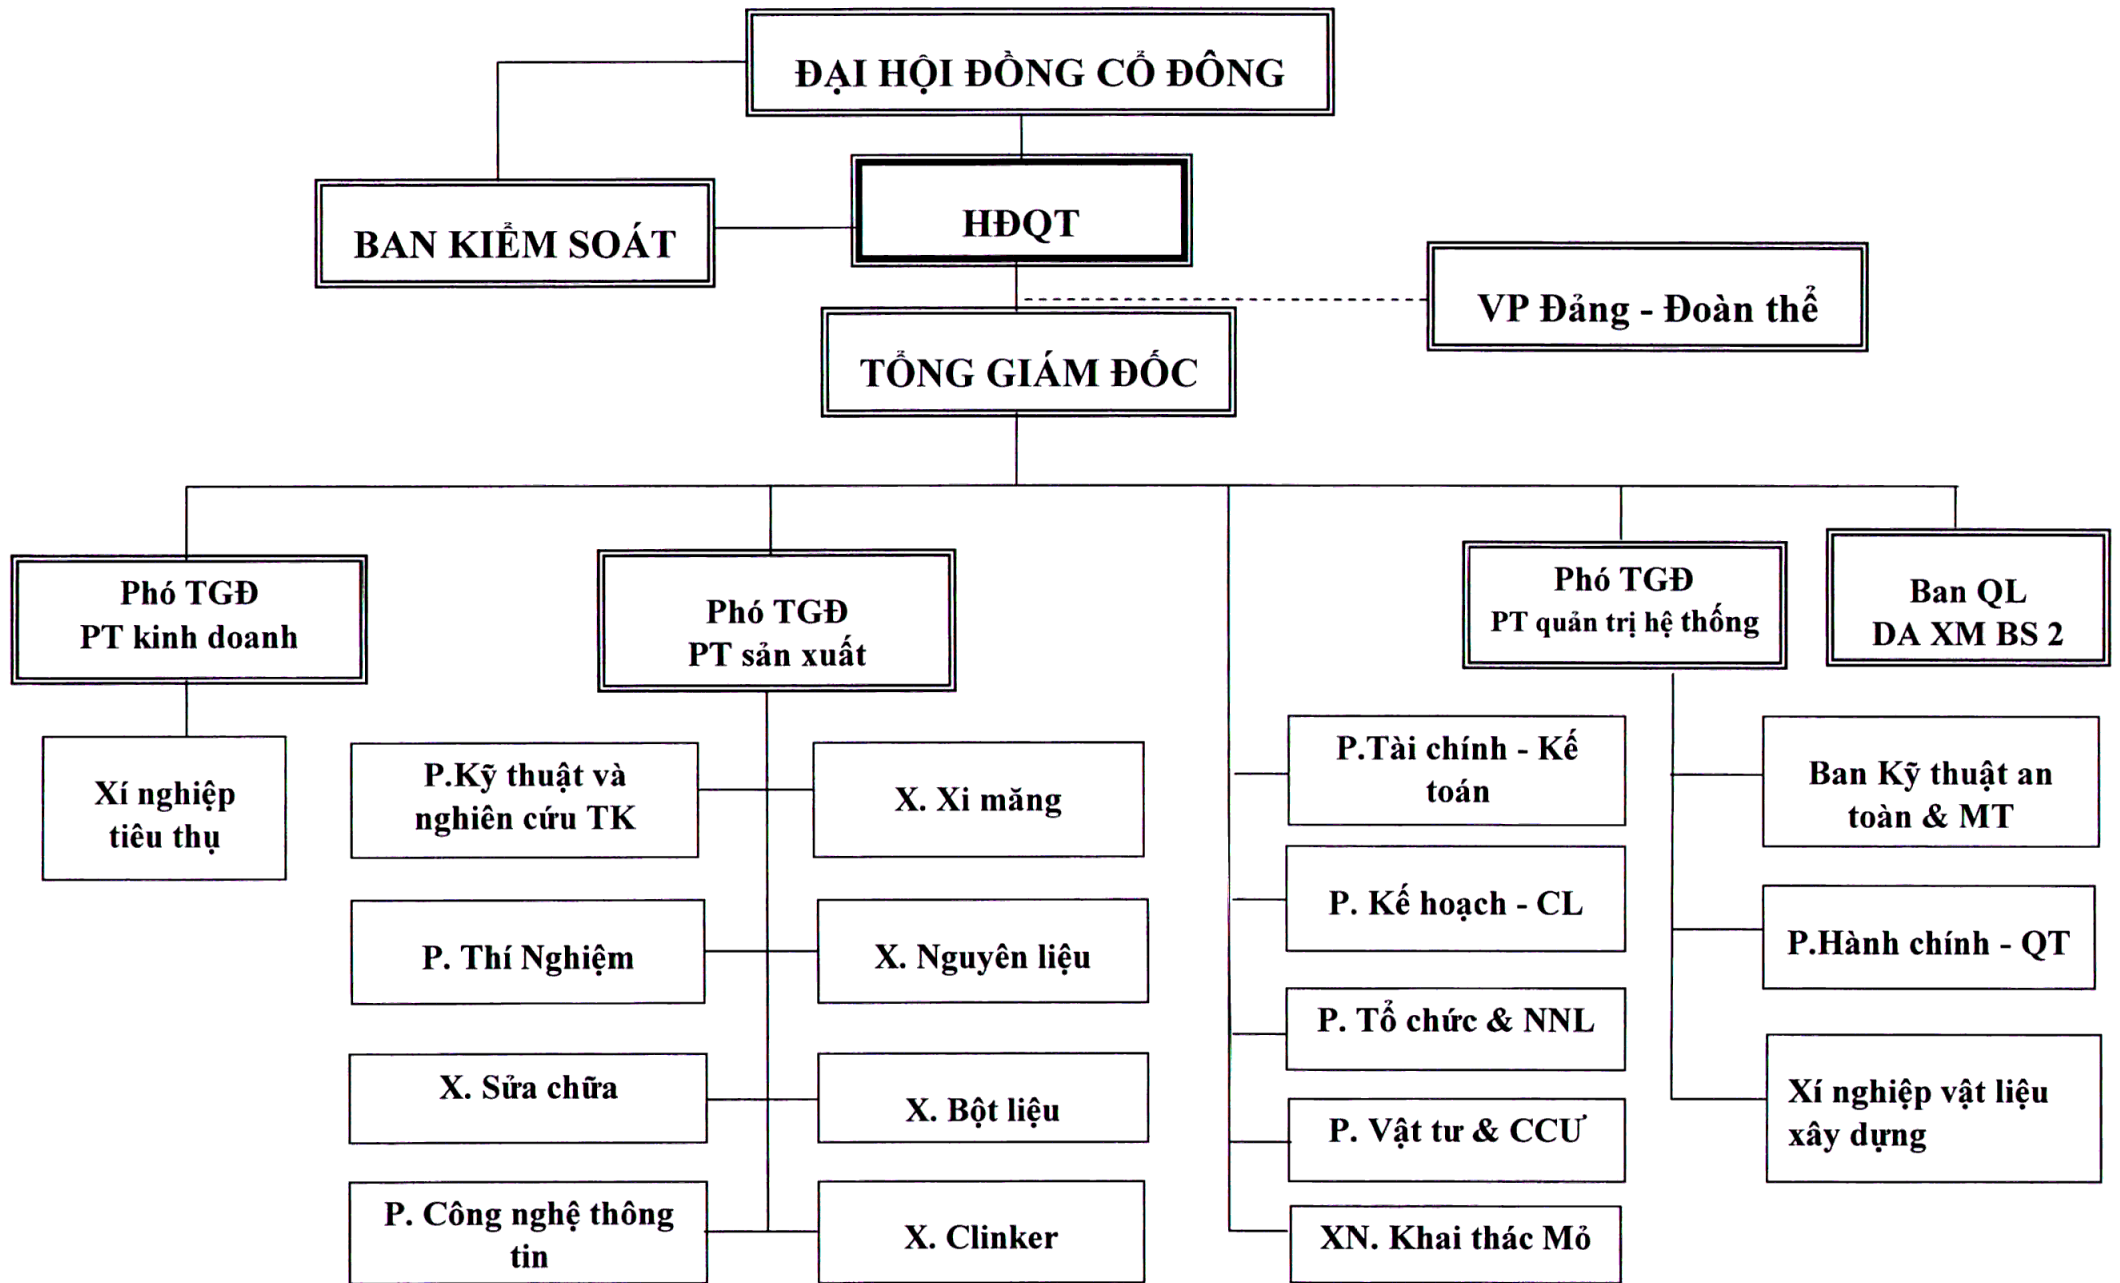 ĐẠI HỘI ĐỒNG CỔ ĐÔNG
HĐQT
BAN KIỂM SOÁT
VP Đảng - Đoàn thể
TỔNG GIÁM ĐỐC
Phó TGĐ
PT kinh doanh
Phó TGĐ
PT sản xuất
Phó TGĐ
PT quản trị hệ thống
Ban QL
DA XM BS 2
Xí nghiệp
tiêu thụ
P.Kỹ thuật và
nghiên cứu TK
X. Xi măng
P. Thí Nghiệm
X. Nguyên liệu
X. Sửa chữa
X. Bột liệu
P. Công nghệ thông
tin
X. Clinker
P.Tài chính - Kế
toán
P. Kế hoạch - CL
P. Tổ chức & NNL
P. Vật tư & CCƯ
XN. Khai thác Mỏ
Ban Kỹ thuật an
toàn & MT
P.Hành chính - QT
Xí nghiệp vật liệu
xây dựng